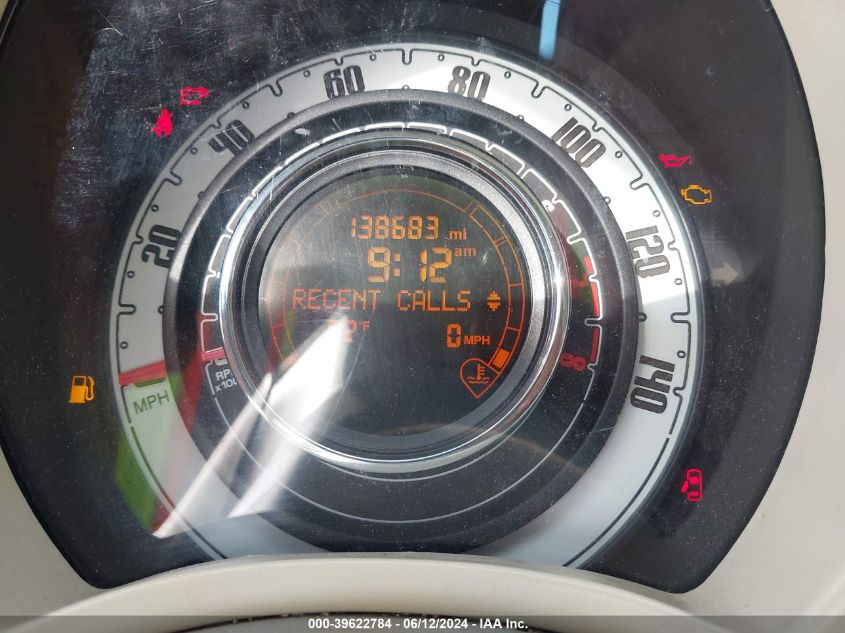 60
80
40
100
20
120
140
138683 mi
9:12 am
RECENT CALLS
°F
0 MPH
MPH
RPM
000-39622784 - 06/12/2024 - IAA Inc.